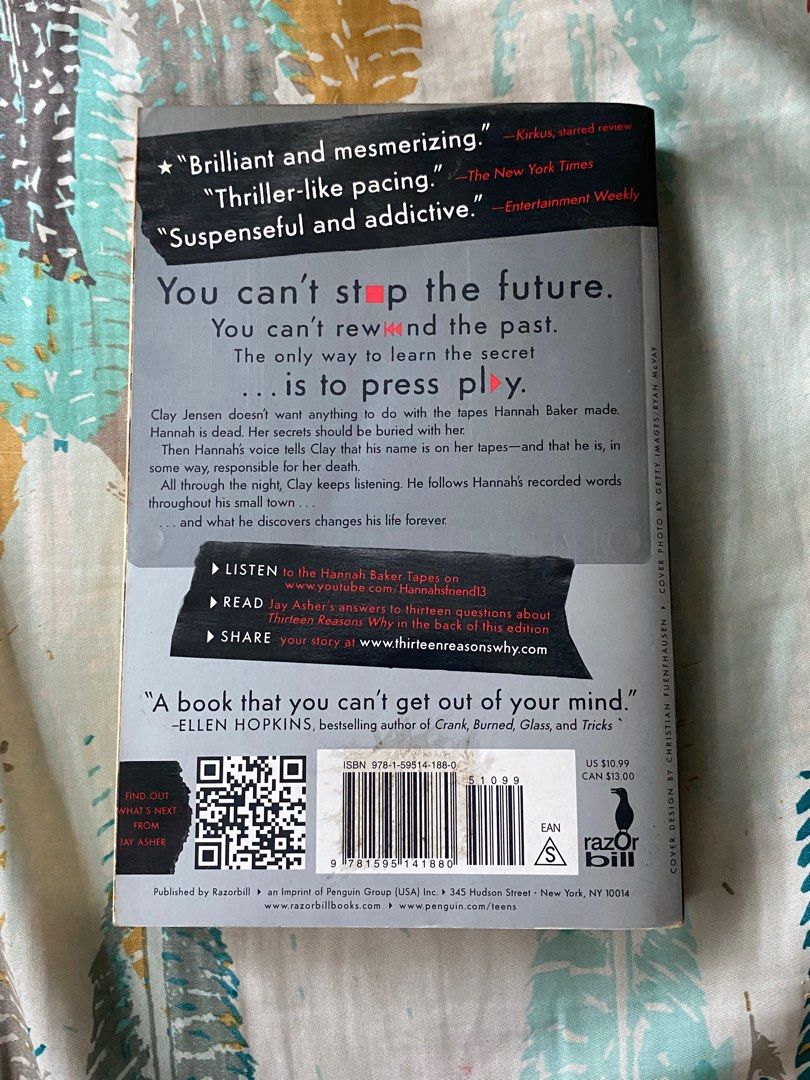 ★ "Brilliant and mesmerizing." —Kirkus, starred review
"Thriller-like pacing." —The New York Times
"Suspenseful and addictive." —Entertainment Weekly
You can't st■p the future.
You can't rew◀◀nd the past.
The only way to learn the secret
. . . is to press pl▶y.
Clay Jensen doesn't want anything to do with the tapes Hannah Baker made.
Hannah is dead. Her secrets should be buried with her.
Then Hannah's voice tells Clay that his name is on her tapes—and that he is, in
some way, responsible for her death.
All through the night, Clay keeps listening. He follows Hannah's recorded words
throughout his small town . . .
. . . and what he discovers changes his life forever.
▶ LISTEN to the Hannah Baker Tapes on
www.youtube.com/Hannahsfriend13
▶ READ Jay Asher's answers to thirteen questions about
Thirteen Reasons Why in the back of this edition
▶ SHARE your story at www.thirteenreasonswhy.com
"A book that you can't get out of your mind."
–ELLEN HOPKINS, bestselling author of Crank, Burned, Glass, and Tricks
FIND OUT
WHAT'S NEXT
FROM
JAY ASHER
ISBN 978-1-59514-188-0
51099
9 781595 141880
EAN
S
US $10.99
CAN $13.00
razOr
bill
Published by Razorbill ▶ an Imprint of Penguin Group (USA) Inc. ▶ 345 Hudson Street • New York, NY 10014
www.razorbillbooks.com ▶ www.penguin.com/teens
COVER DESIGN BY CHRISTIAN FUENFHAUSEN ▶ COVER PHOTO BY GETTY IMAGES/RYAN McVAY